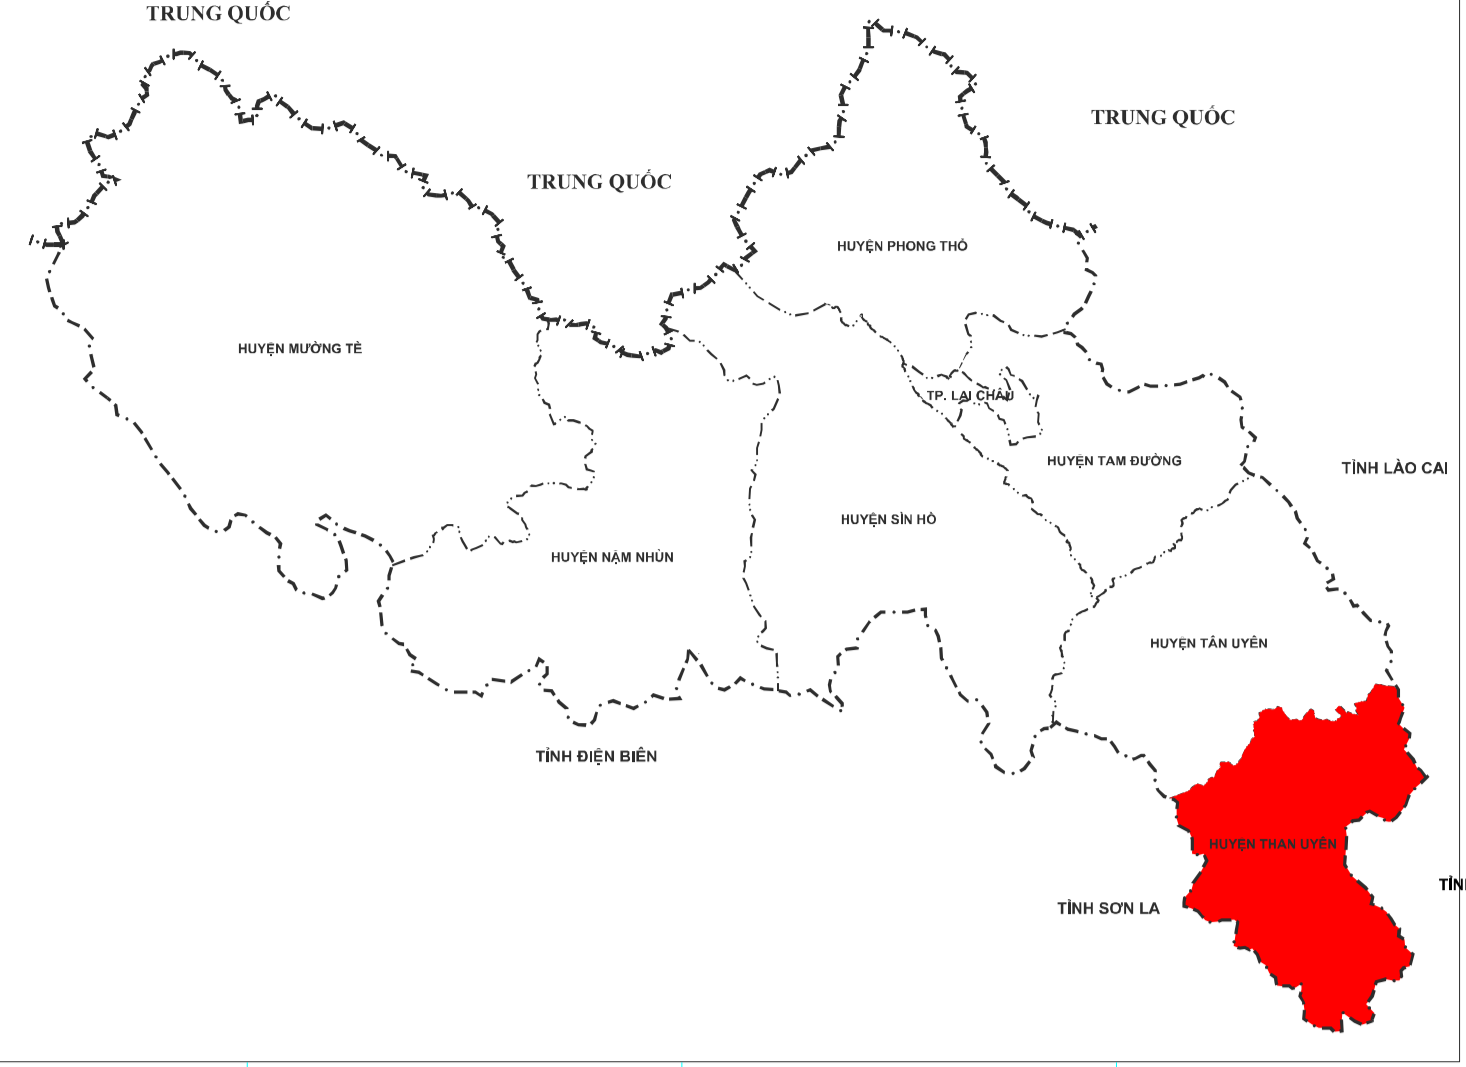 TRUNG QUỐC
TRUNG QUỐC
TRUNG QUỐC
HUYỆN PHONG THỔ
HUYỆN MƯỜNG TÈ
TP. LAI CHÂU
HUYỆN TAM ĐƯỜNG
TỈNH LÀO CAI
HUYỆN SÌN HỒ
HUYỆN NẬM NHÙN
HUYỆN TÂN UYÊN
TỈNH ĐIỆN BIÊN
HUYỆN THAN UYÊN
TỈNH
TỈNH SƠN LA